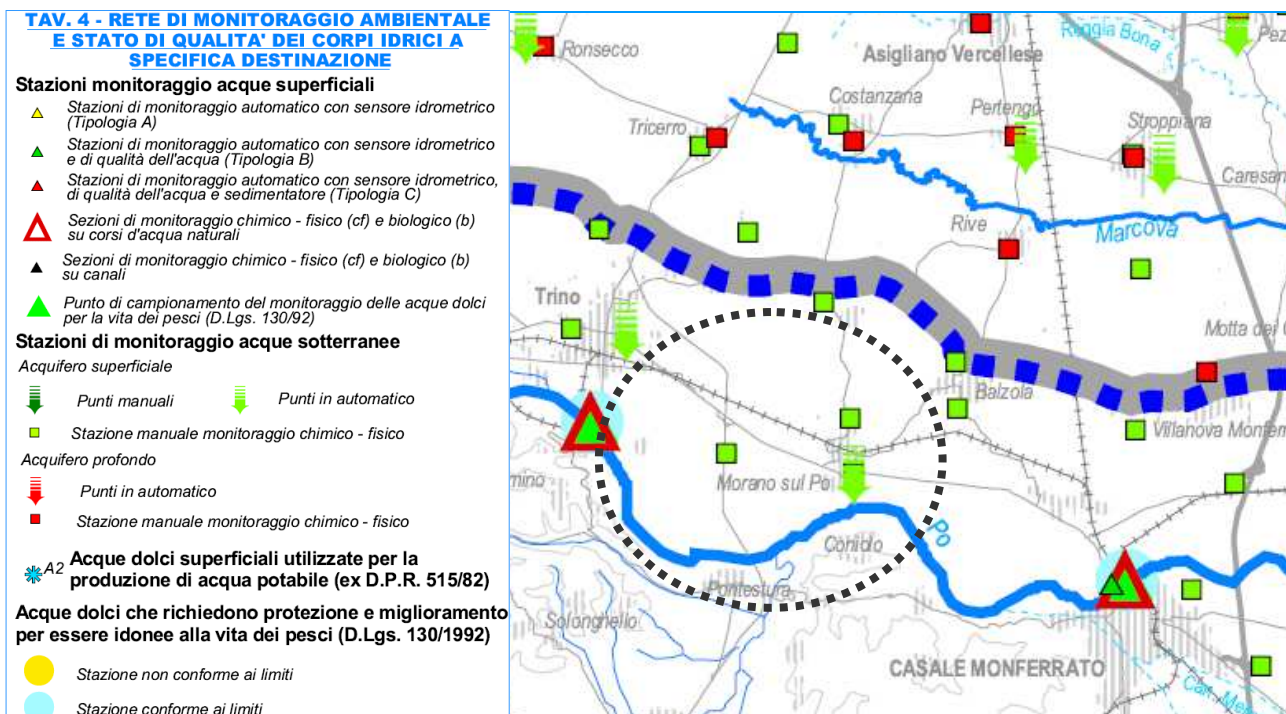 TAV. 4 - RETE DI MONITORAGGIO AMBIENTALE
E STATO DI QUALITA' DEI CORPI IDRICI A
SPECIFICA DESTINAZIONE
Stazioni monitoraggio acque superficiali
Stazioni di monitoraggio automatico con sensore idrometrico
(Tipologia A)
Stazioni di monitoraggio automatico con sensore idrometrico
e di qualità dell'acqua (Tipologia B)
Stazioni di monitoraggio automatico con sensore idrometrico,
di qualità dell'acqua e sedimentatore (Tipologia C)
Sezioni di monitoraggio chimico - fisico (cf) e biologico (b)
su corsi d'acqua naturali
Sezioni di monitoraggio chimico - fisico (cf) e biologico (b)
su canali
Punto di campionamento del monitoraggio delle acque dolci
per la vita dei pesci (D.Lgs. 130/92)
Stazioni di monitoraggio acque sotterranee
Acquifero superficiale
Punti manuali
Punti in automatico
Stazione manuale monitoraggio chimico - fisico
Acquifero profondo
Punti in automatico
Stazione manuale monitoraggio chimico - fisico
A2 Acque dolci superficiali utilizzate per la
produzione di acqua potabile (ex D.P.R. 515/82)
Acque dolci che richiedono protezione e miglioramento
per essere idonee alla vita dei pesci (D.Lgs. 130/1992)
Stazione non conforme ai limiti
Stazione conforme ai limiti
Ronsecco
Asigliano Vercellese
Roggia Bona
Pez
Costanzana
Pertengo
Stroppiana
Tricerro
Caresan
Rive
Marcova
Trino
Motta de
Balzola
Villanova Monferr
mino
Morano sul Po
Coniolo
Po
Pontestura
Solonghello
CASALE MONFERRATO
Can. Me